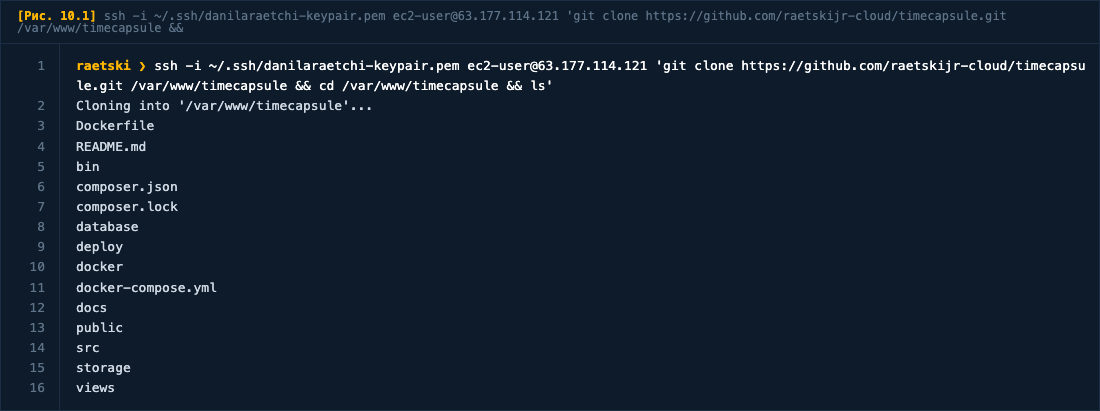 [Рис. 10.1] ssh -i ~/.ssh/danilaraetchi-keypair.pem ec2-user@63.177.114.121 'git clone https://github.com/raetskijr-cloud/timecapsule.git
/var/www/timecapsule &&
1 raetski ❯ ssh -i ~/.ssh/danilaraetchi-keypair.pem ec2-user@63.177.114.121 'git clone https://github.com/raetskijr-cloud/timecapsu
le.git /var/www/timecapsule && cd /var/www/timecapsule && ls'
2 Cloning into '/var/www/timecapsule'...
3 Dockerfile
4 README.md
5 bin
6 composer.json
7 composer.lock
8 database
9 deploy
10 docker
11 docker-compose.yml
12 docs
13 public
14 src
15 storage
16 views